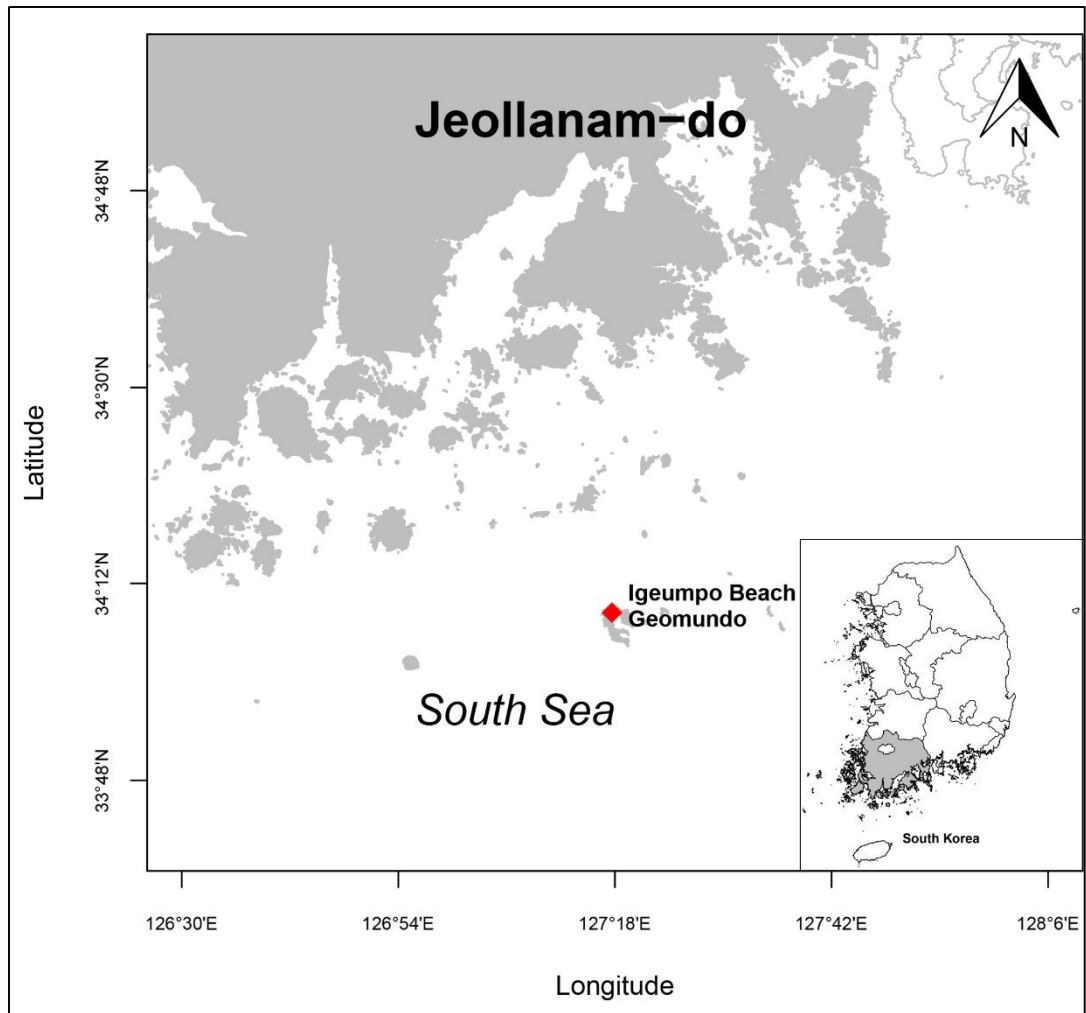 Jeollanam-do
N
34°48'N
34°30'N
34°12'N
33°48'N
Latitude
Igeumpo Beach
Geomundo
South Sea
South Korea
126°30'E
126°54'E
127°18'E
127°42'E
128°6'E
Longitude